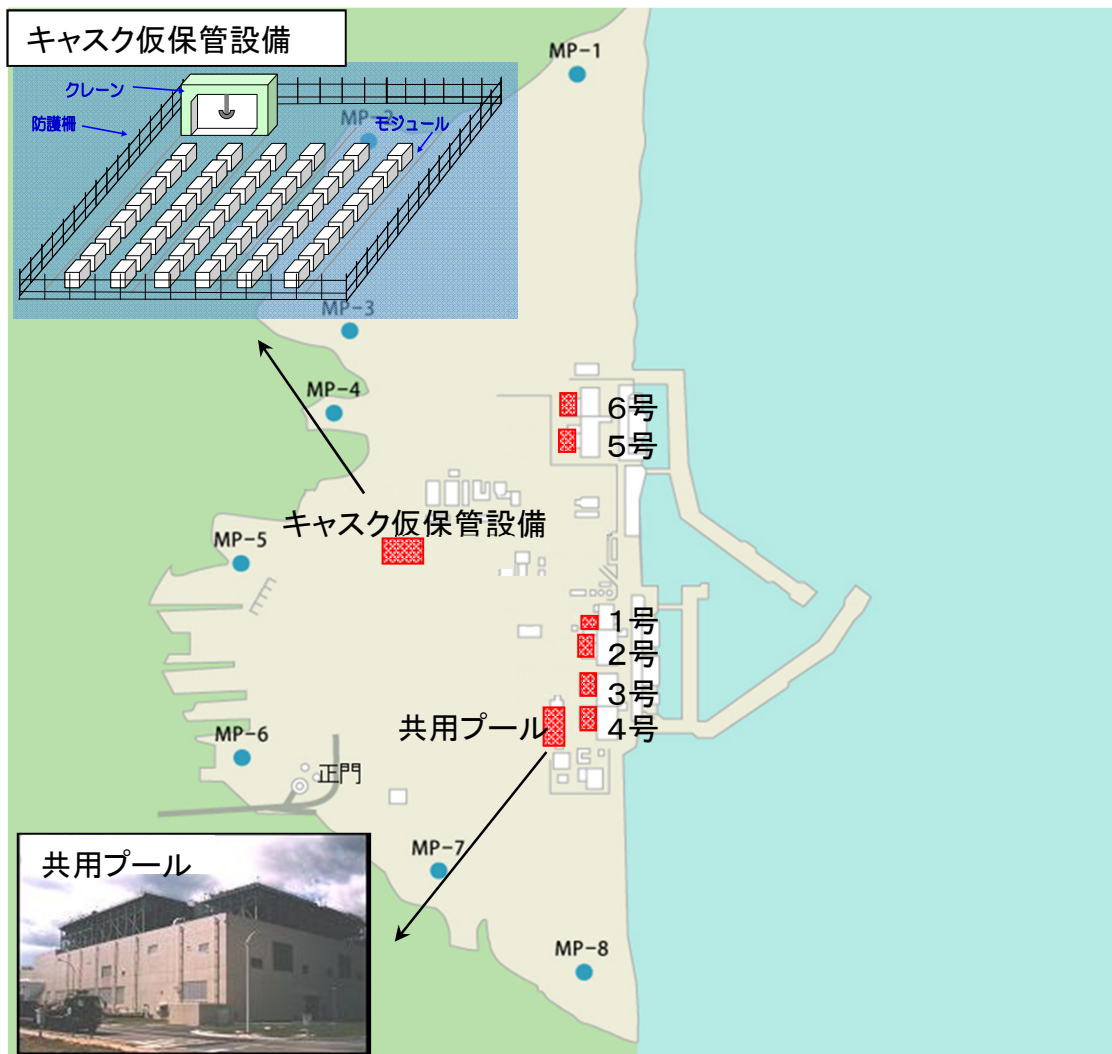 キャスク仮保管設備
MP-1
クレーン
防護柵
MP-2
モジュール
MP-3
MP-4
6号
5号
キャスク仮保管設備
MP-5
1号
2号
3号
共用プール
4号
MP-6
正門
MP-7
共用プール
MP-8